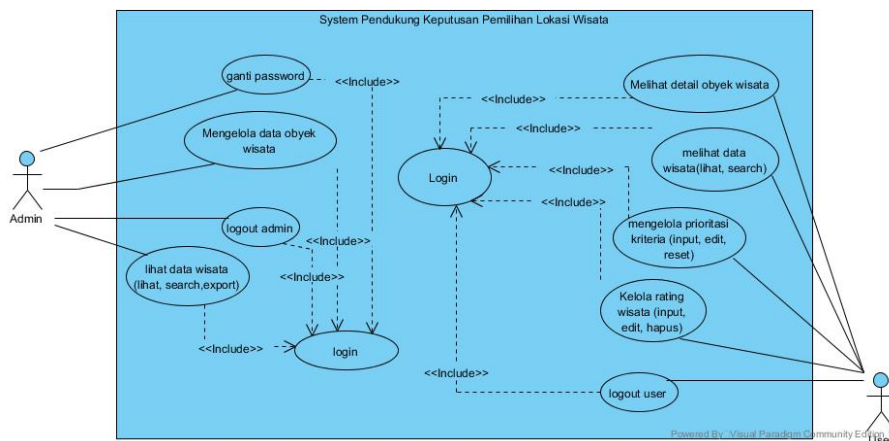 System Pendukung Keputusan Pemilihan Lokasi Wisata
ganti password
<<Include>>
Mengelola data obyek
wisata
Admin
logout admin
<<Include>>
<<Include>>
lihat data wisata
(lihat, search,export)
<<Include>>
login
Login
<<Include>>
Melihat detail obyek wisata
<<Include>>
melihat data
wisata(lihat, search)
<<Include>>
mengelola prioritasi
kriteria (input, edit,
reset)
<<Include>>
Kelola rating
wisata (input,
edit, hapus)
<<Include>>
logout user
User
Powered By Visual Paradigm Community Edition